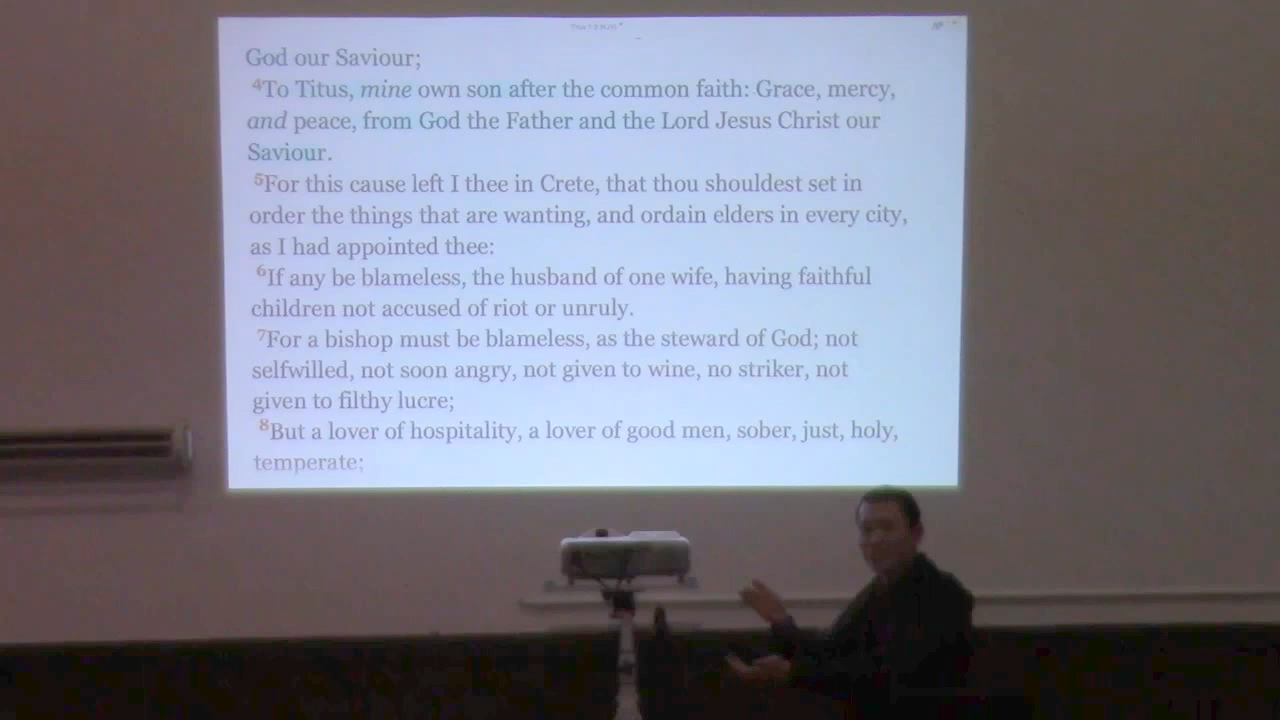 God our Saviour;
4To Titus, mine own son after the common faith: Grace, mercy,
and peace, from God the Father and the Lord Jesus Christ our
Saviour.
5For this cause left I thee in Crete, that thou shouldest set in
order the things that are wanting, and ordain elders in every city,
as I had appointed thee:
6If any be blameless, the husband of one wife, having faithful
children not accused of riot or unruly.
7For a bishop must be blameless, as the steward of God; not
selfwilled, not soon angry, not given to wine, no striker, not
given to filthy lucre;
8But a lover of hospitality, a lover of good men, sober, just, holy,
temperate;